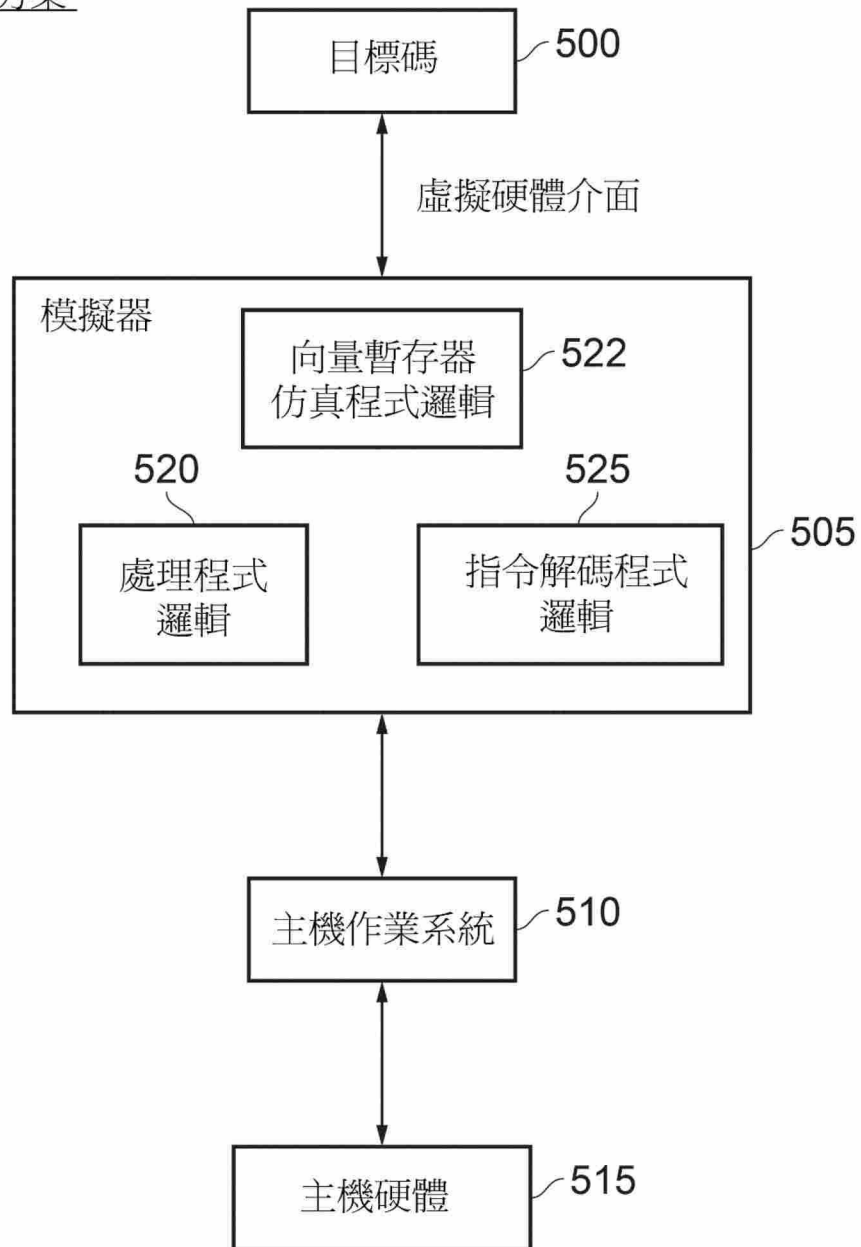 目標碼
500
虛擬硬體介面
模擬器
向量暫存器
仿真程式邏輯
522
520
525
處理程式
邏輯
指令解碼程式
邏輯
505
主機作業系統
510
主機硬體
515